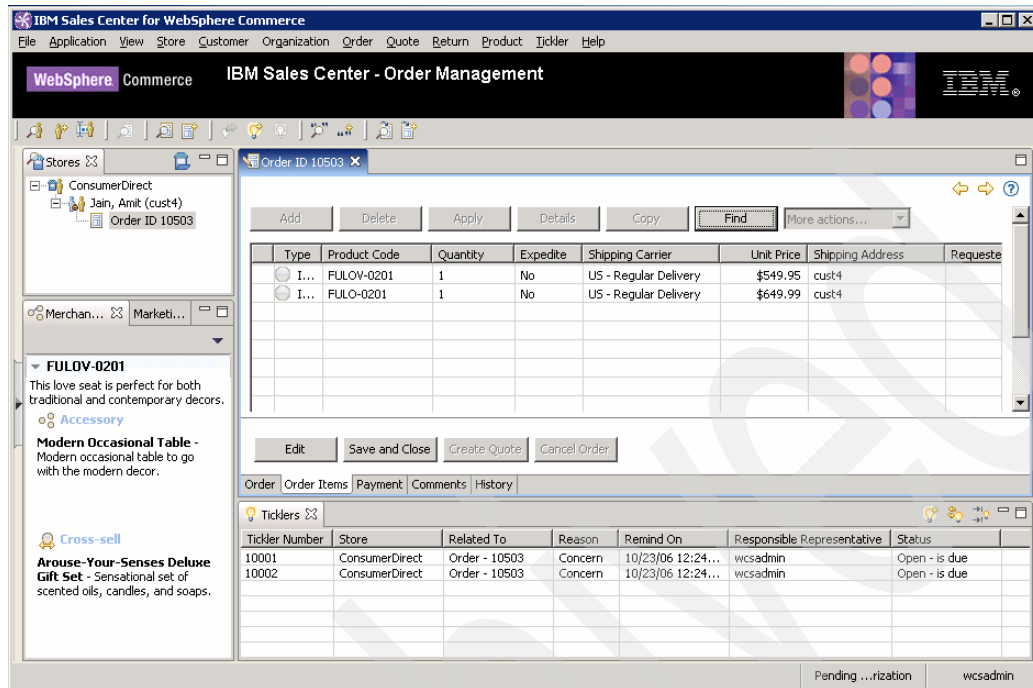 IBM Sales Center for WebSphere Commerce
File Application View Store Customer Organization Order Quote Return Product Tickler Help
WebSphere. Commerce
IBM Sales Center - Order Management
IBM®
Stores
ConsumerDirect
Jain, Amit (cust4)
Order ID 10503
Order ID 10503
Add Delete Apply Details Copy Find More actions...
Type Product Code Quantity Expedite Shipping Carrier Unit Price Shipping Address Requeste
I... FULOV-0201 1 No US - Regular Delivery $549.95 cust4
I... FULO-0201 1 No US - Regular Delivery $649.99 cust4
Merchan... Marketi...
FULOV-0201
This love seat is perfect for both
traditional and contemporary decors.
Accessory
Modern Occasional Table -
Modern occasional table to go
with the modern decor.
Cross-sell
Arouse-Your-Senses Deluxe
Gift Set - Sensational set of
scented oils, candles, and soaps.
Edit Save and Close Create Quote Cancel Order
Order Order Items Payment Comments History
Ticklers
Tickler Number Store Related To Reason Remind On Responsible Representative Status
10001 ConsumerDirect Order - 10503 Concern 10/23/06 12:24... wcsadmin Open - is due
10002 ConsumerDirect Order - 10503 Concern 10/23/06 12:24... wcsadmin Open - is due
Pending ...rization wcsadmin